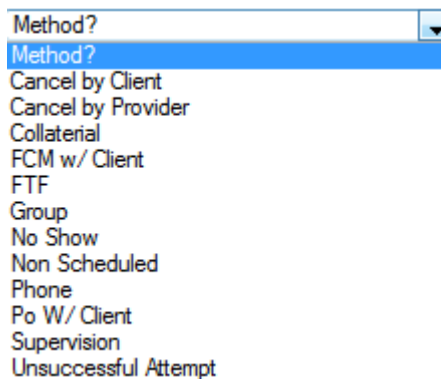 Method?
Method?
Cancel by Client
Cancel by Provider
Collaterial
FCM w/ Client
FTF
Group
No Show
Non Scheduled
Phone
Po W/ Client
Supervision
Unsuccessful Attempt